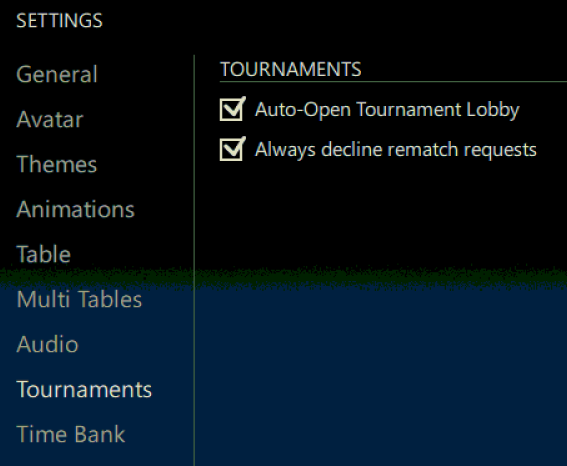 SETTINGS
General
Avatar
Themes
Animations
Table
Multi Tables
Audio
Tournaments
Time Bank
TOURNAMENTS
Auto-Open Tournament Lobby
Always decline rematch requests